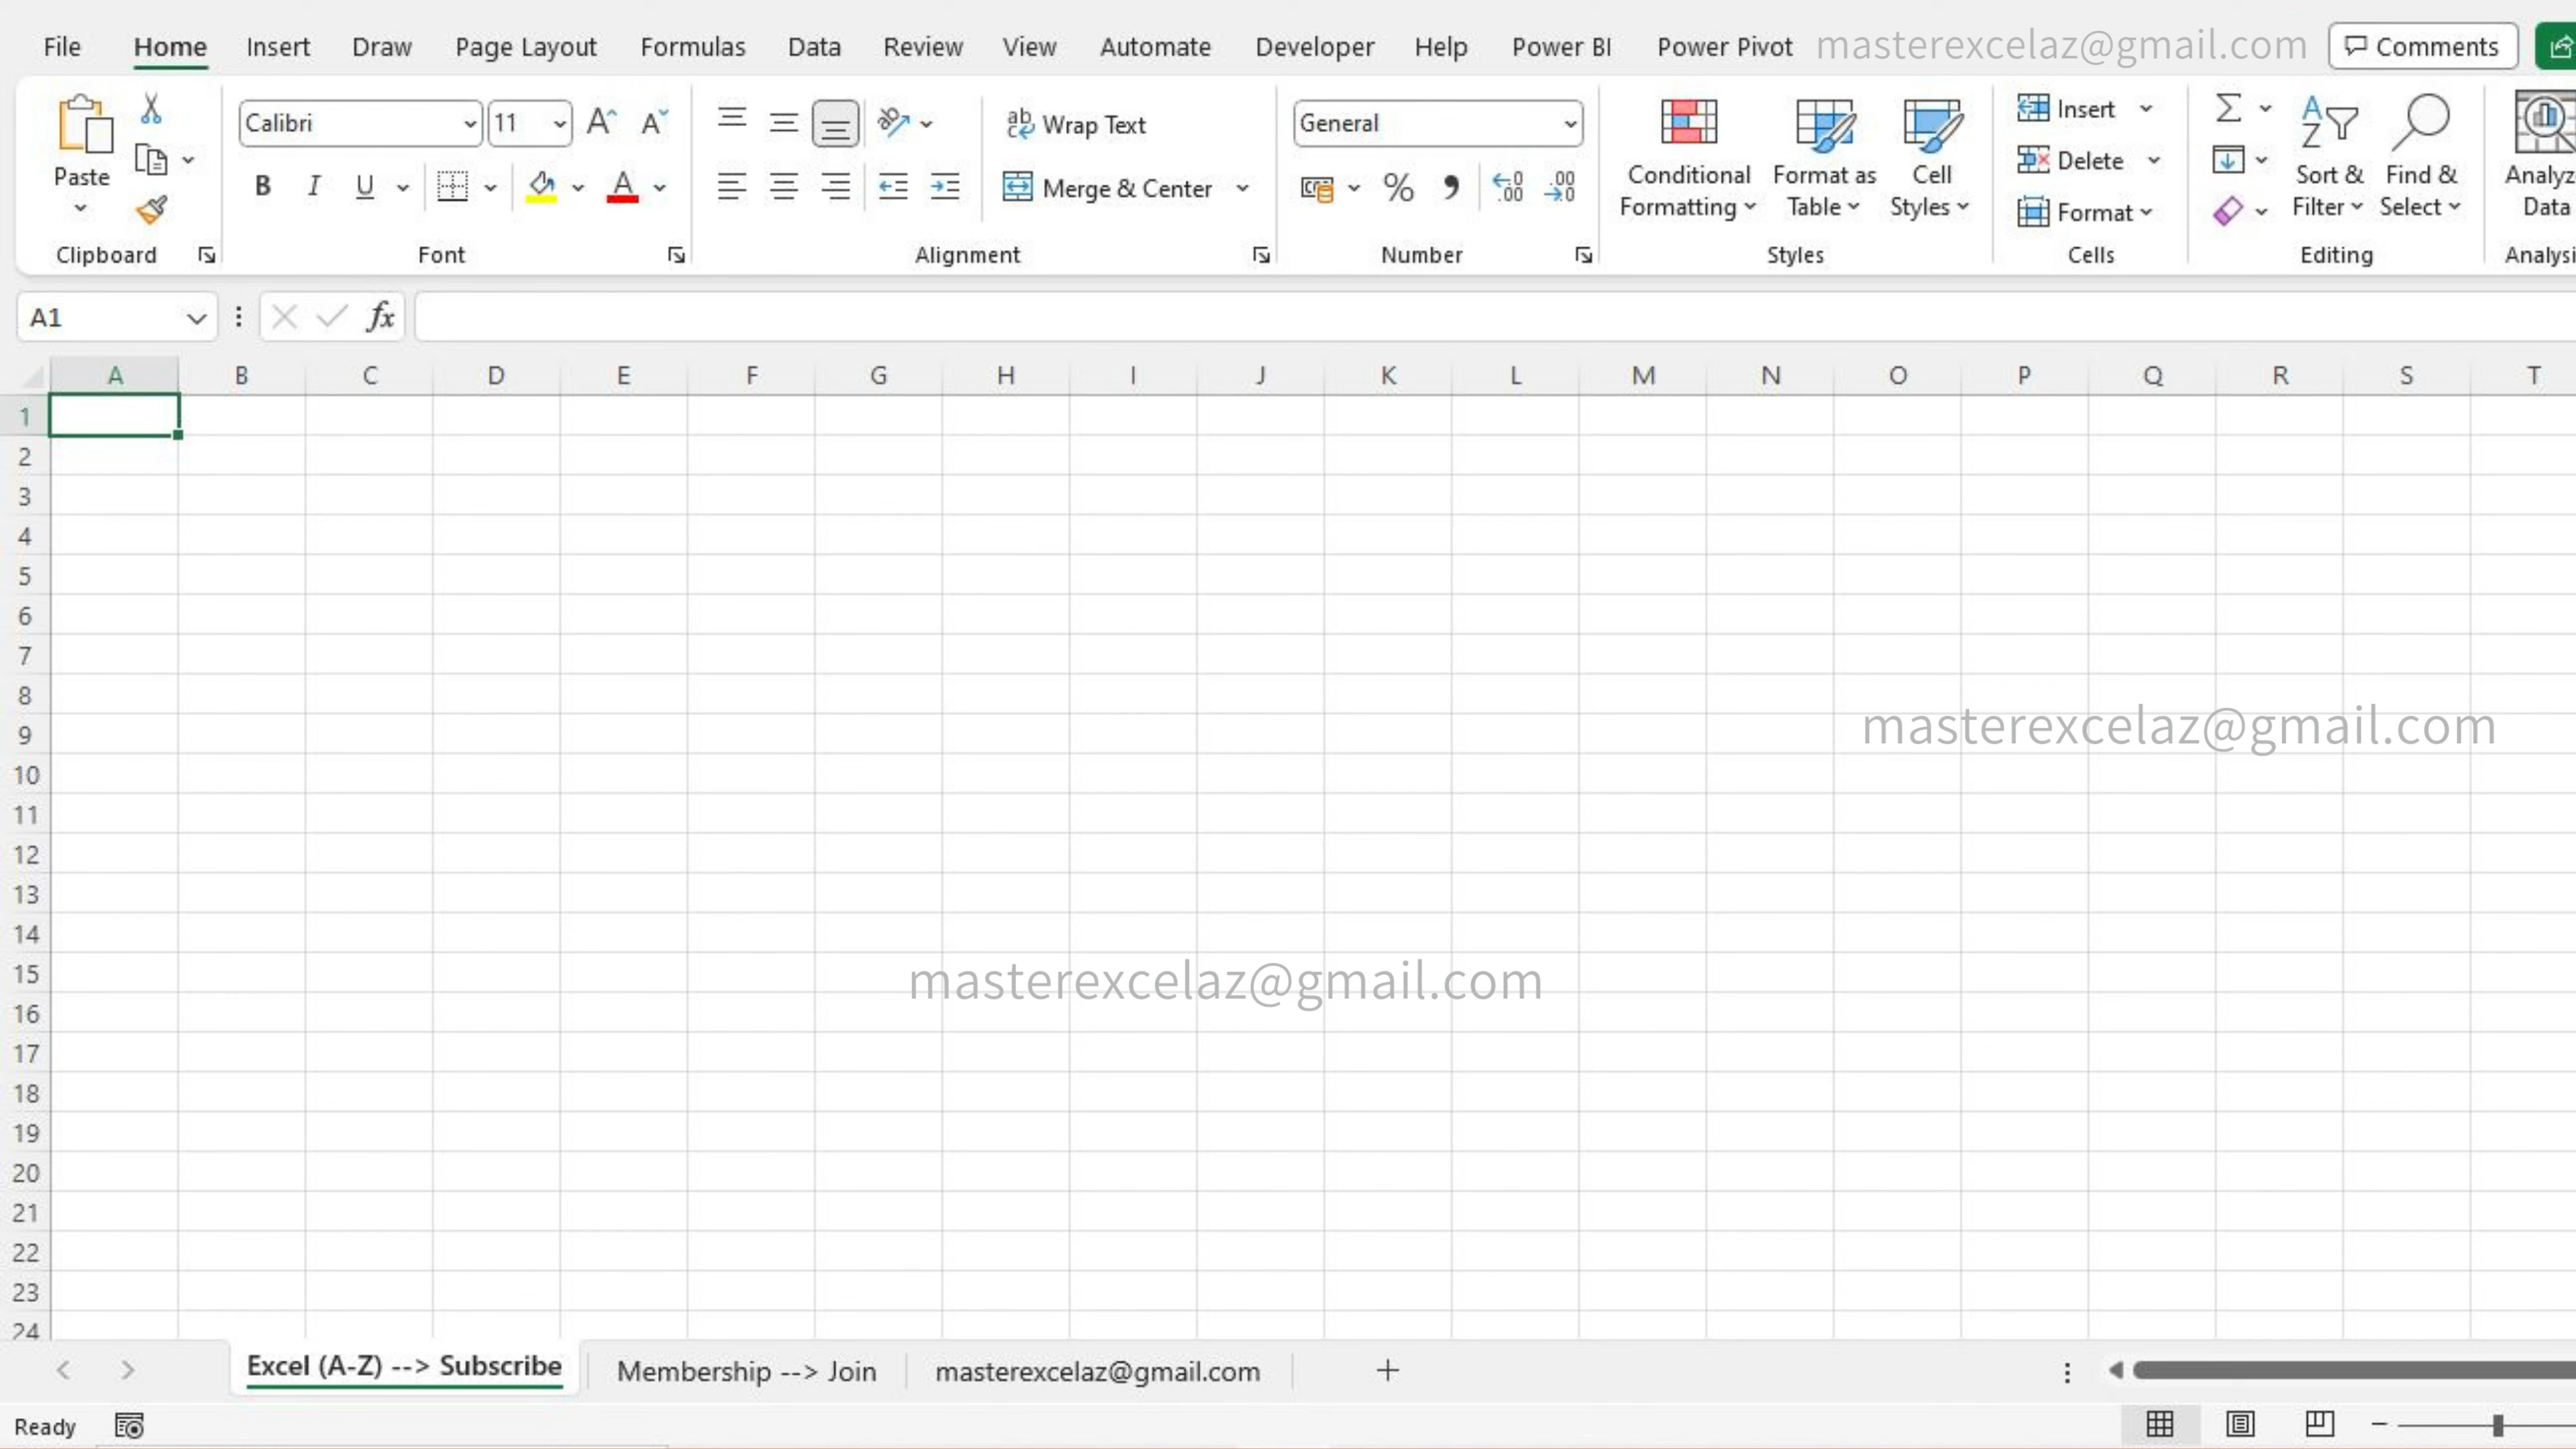 File Home Insert Draw Page Layout Formulas Data Review View Automate Developer Help Power BI Power Pivot masterexcelaz@gmail.com Comments
Calibri 11 Wrap Text General Insert
Paste Conditional Formatting Format as Table Cell Styles Delete Sort & Filter Find & Select Analyz Data
B I U Merge & Center % Format
Clipboard Font Alignment Number Styles Cells Editing Analysi
A1 fx
A B C D E F G H I J K L M N O P Q R S T
1
2
3
4
5
6
7
8
9 masterexcelaz@gmail.com
10
11
12
13
14
15 masterexcelaz@gmail.com
16
17
18
19
20
21
22
23
24
Excel (A-Z) --> Subscribe Membership --> Join masterexcelaz@gmail.com
Ready